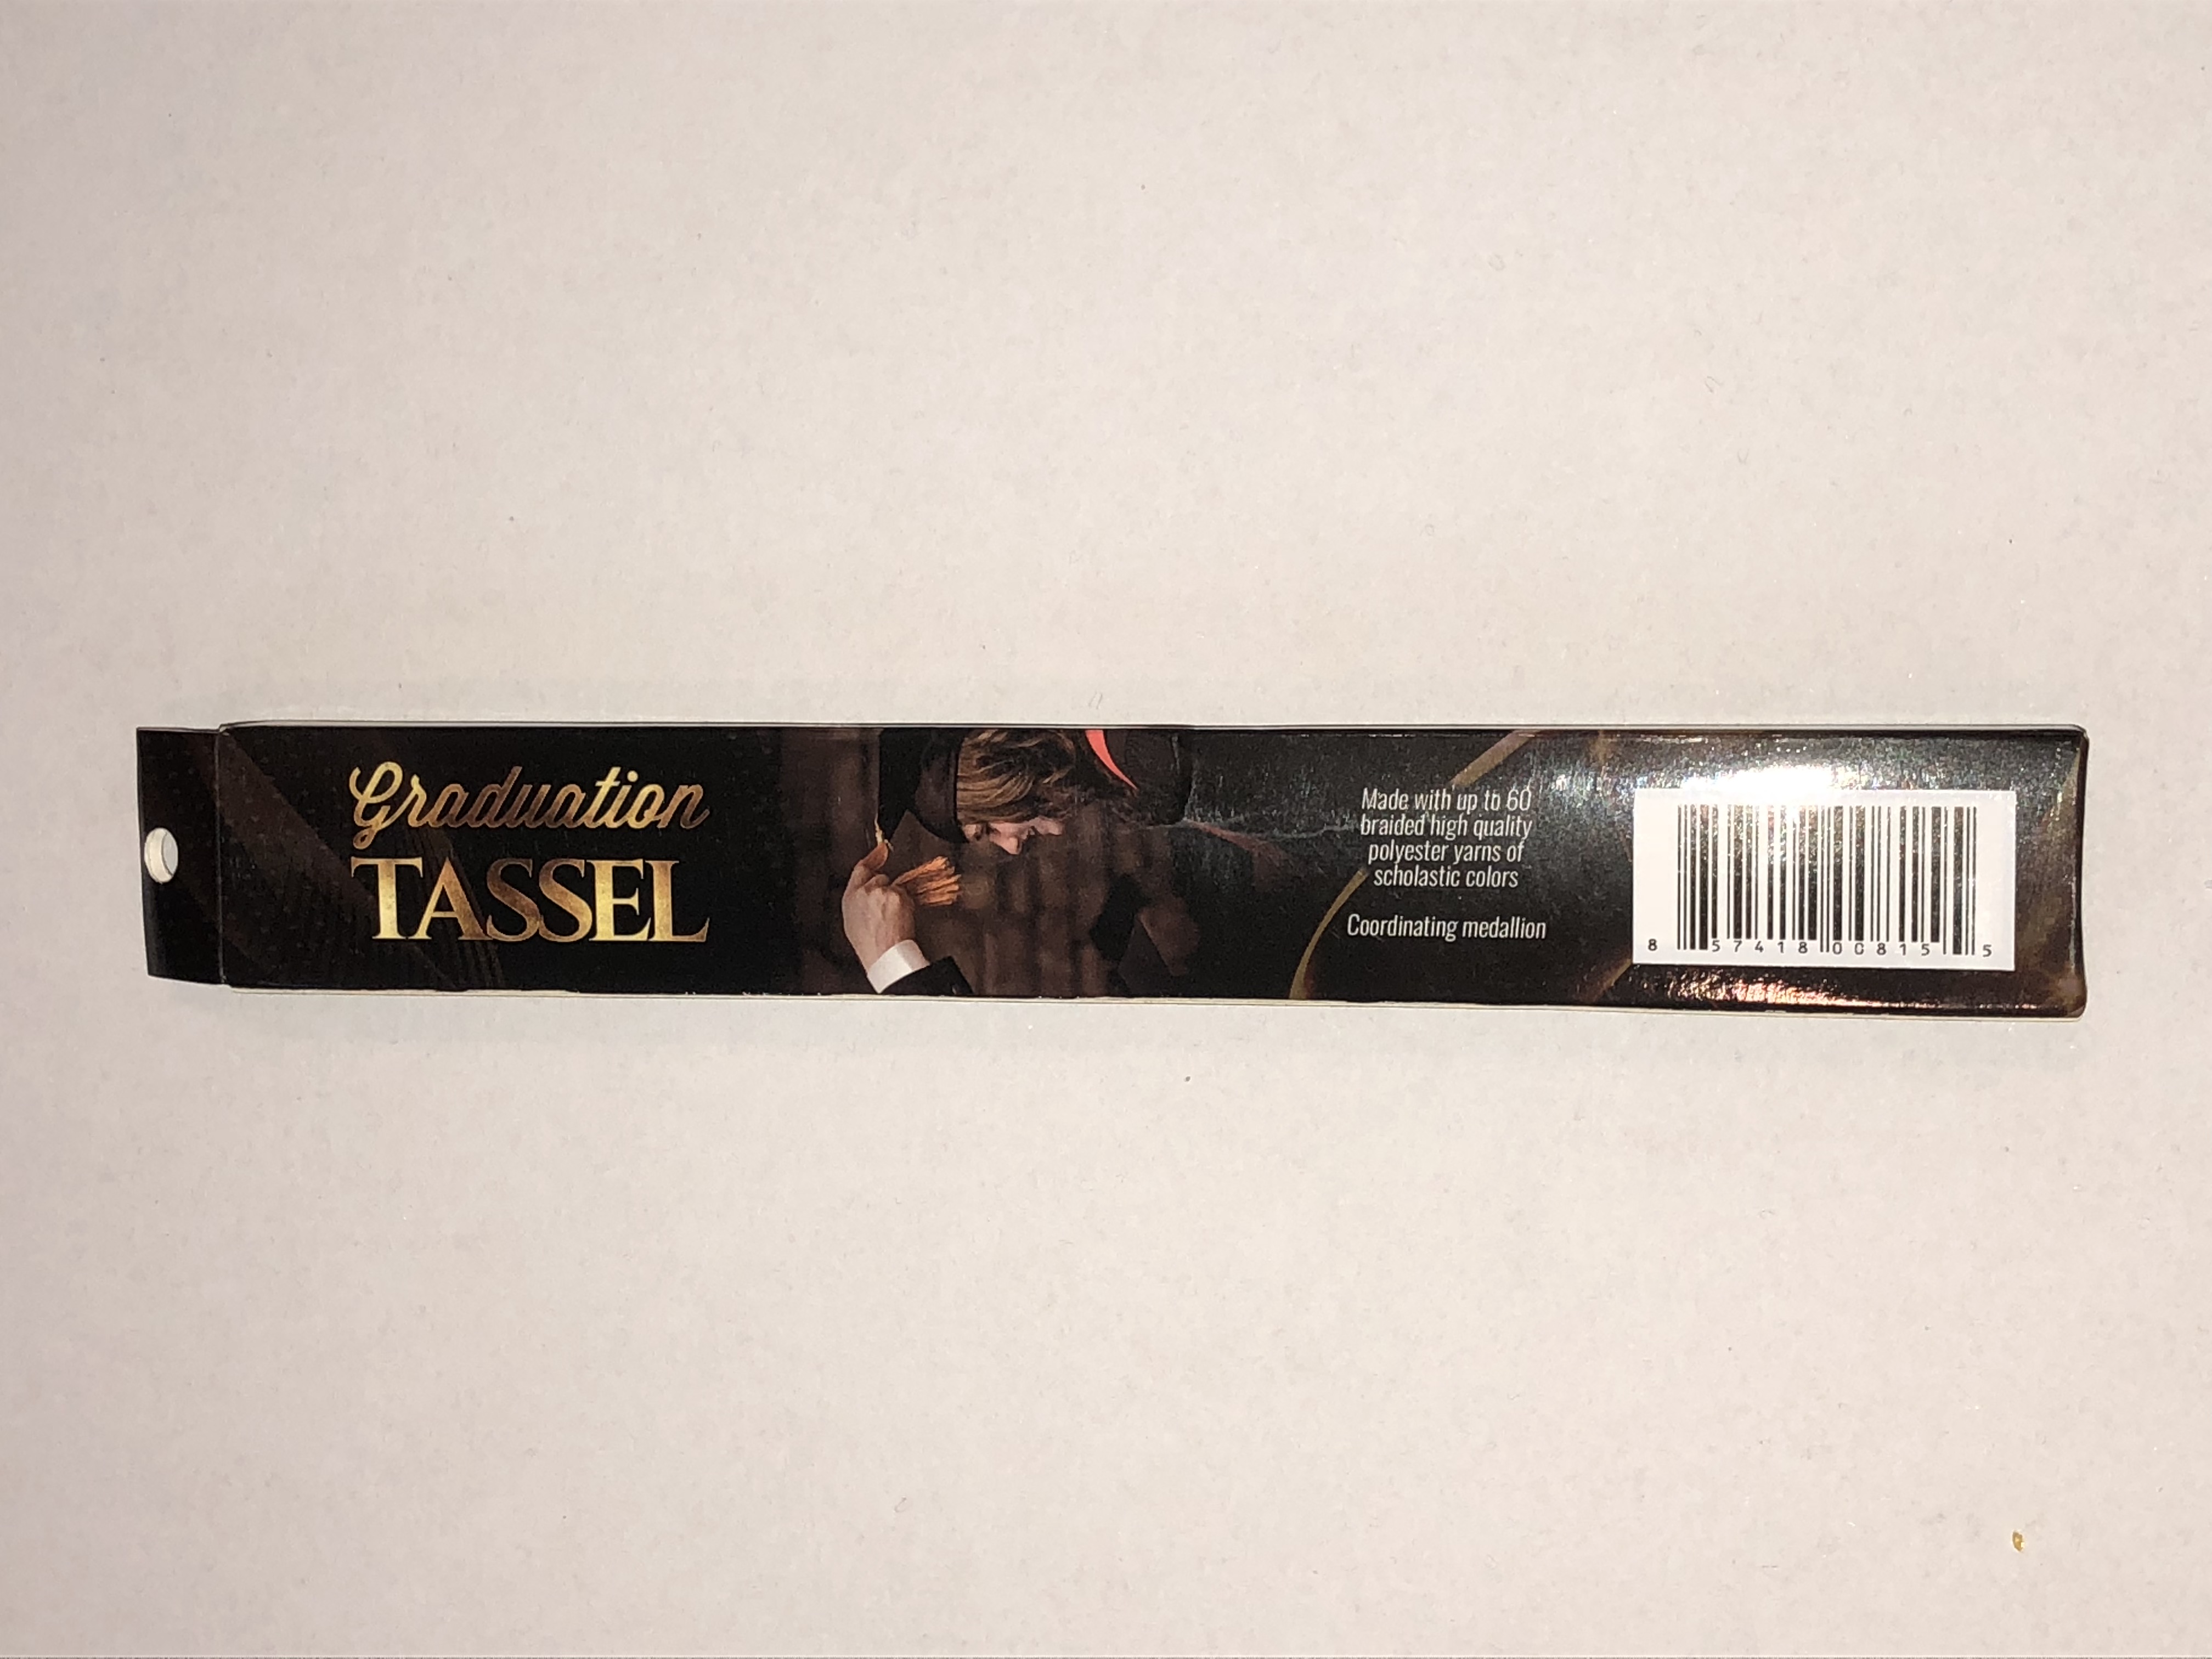 Graduation
TASSEL
Made with up to 60
braided high quality
polyester yarns of
scholastic colors
Coordinating medallion
8 57418 00815 5